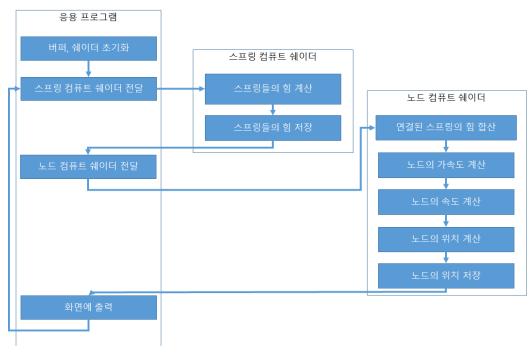 응용 프로그램
버퍼, 쉐이더 초기화
스프링 컴퓨트 쉐이더 전달
노드 컴퓨트 쉐이더 전달
화면에 출력
스프링 컴퓨트 쉐이더
스프링들의 힘 계산
스프링들의 힘 저장
노드 컴퓨트 쉐이더
연결된 스프링의 힘 합산
노드의 가속도 계산
노드의 속도 계산
노드의 위치 계산
노드의 위치 저장